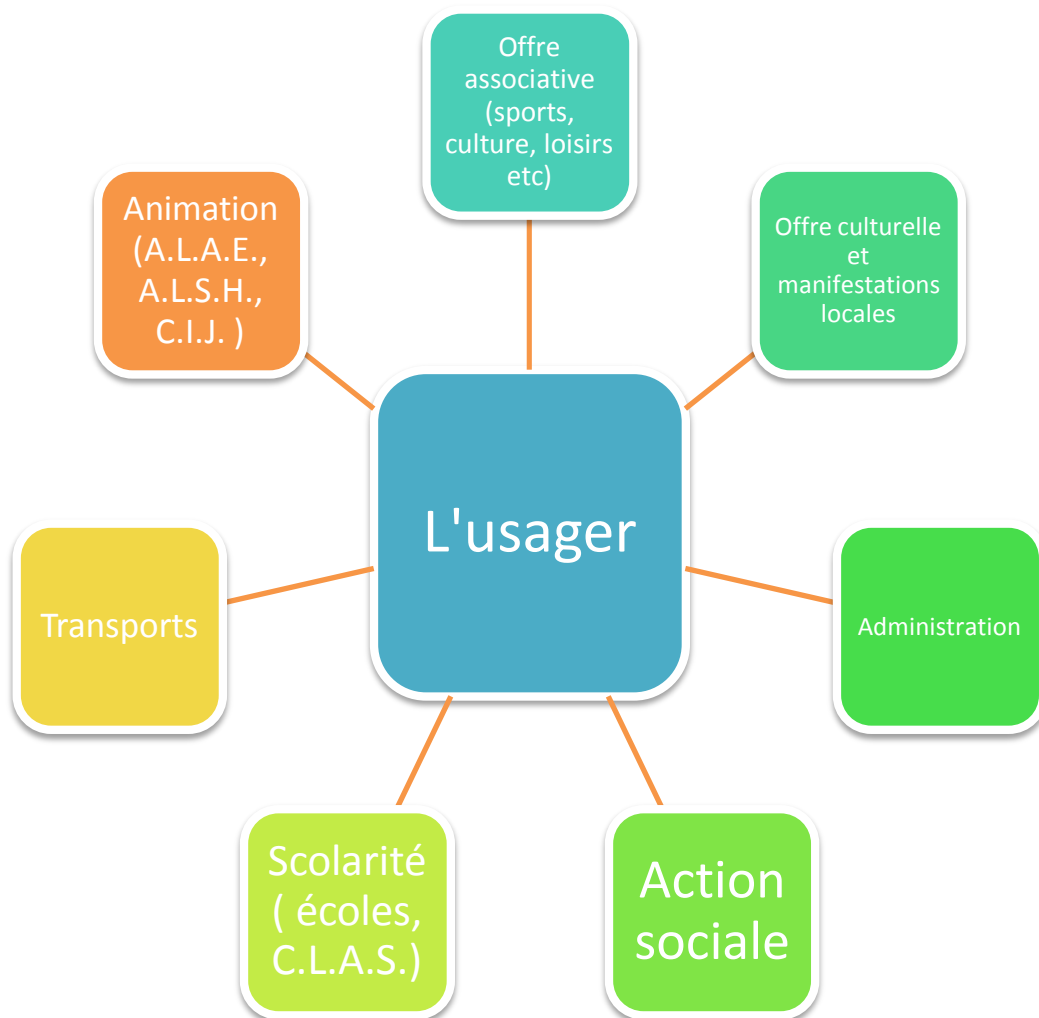 Offre
associative
(sports,
culture, loisirs
etc)
Animation
(A.L.A.E.,
A.L.S.H.,
C.I.J. )
Offre culturelle
et
manifestations
locales
L'usager
Transports
Administration
Scolarité
( écoles,
C.L.A.S.)
Action
sociale